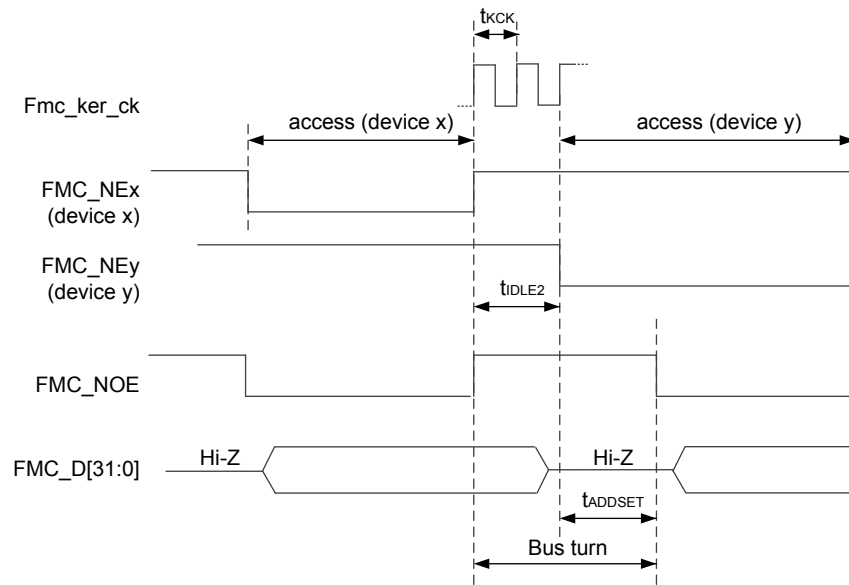 tKCK
Fmc_ker_ck
access (device x)
access (device y)
FMC_NEx
(device x)
FMC_NEy
(device y)
tIDLE2
FMC_NOE
FMC_D[31:0]
Hi-Z
Hi-Z
tADDSET
Bus turn